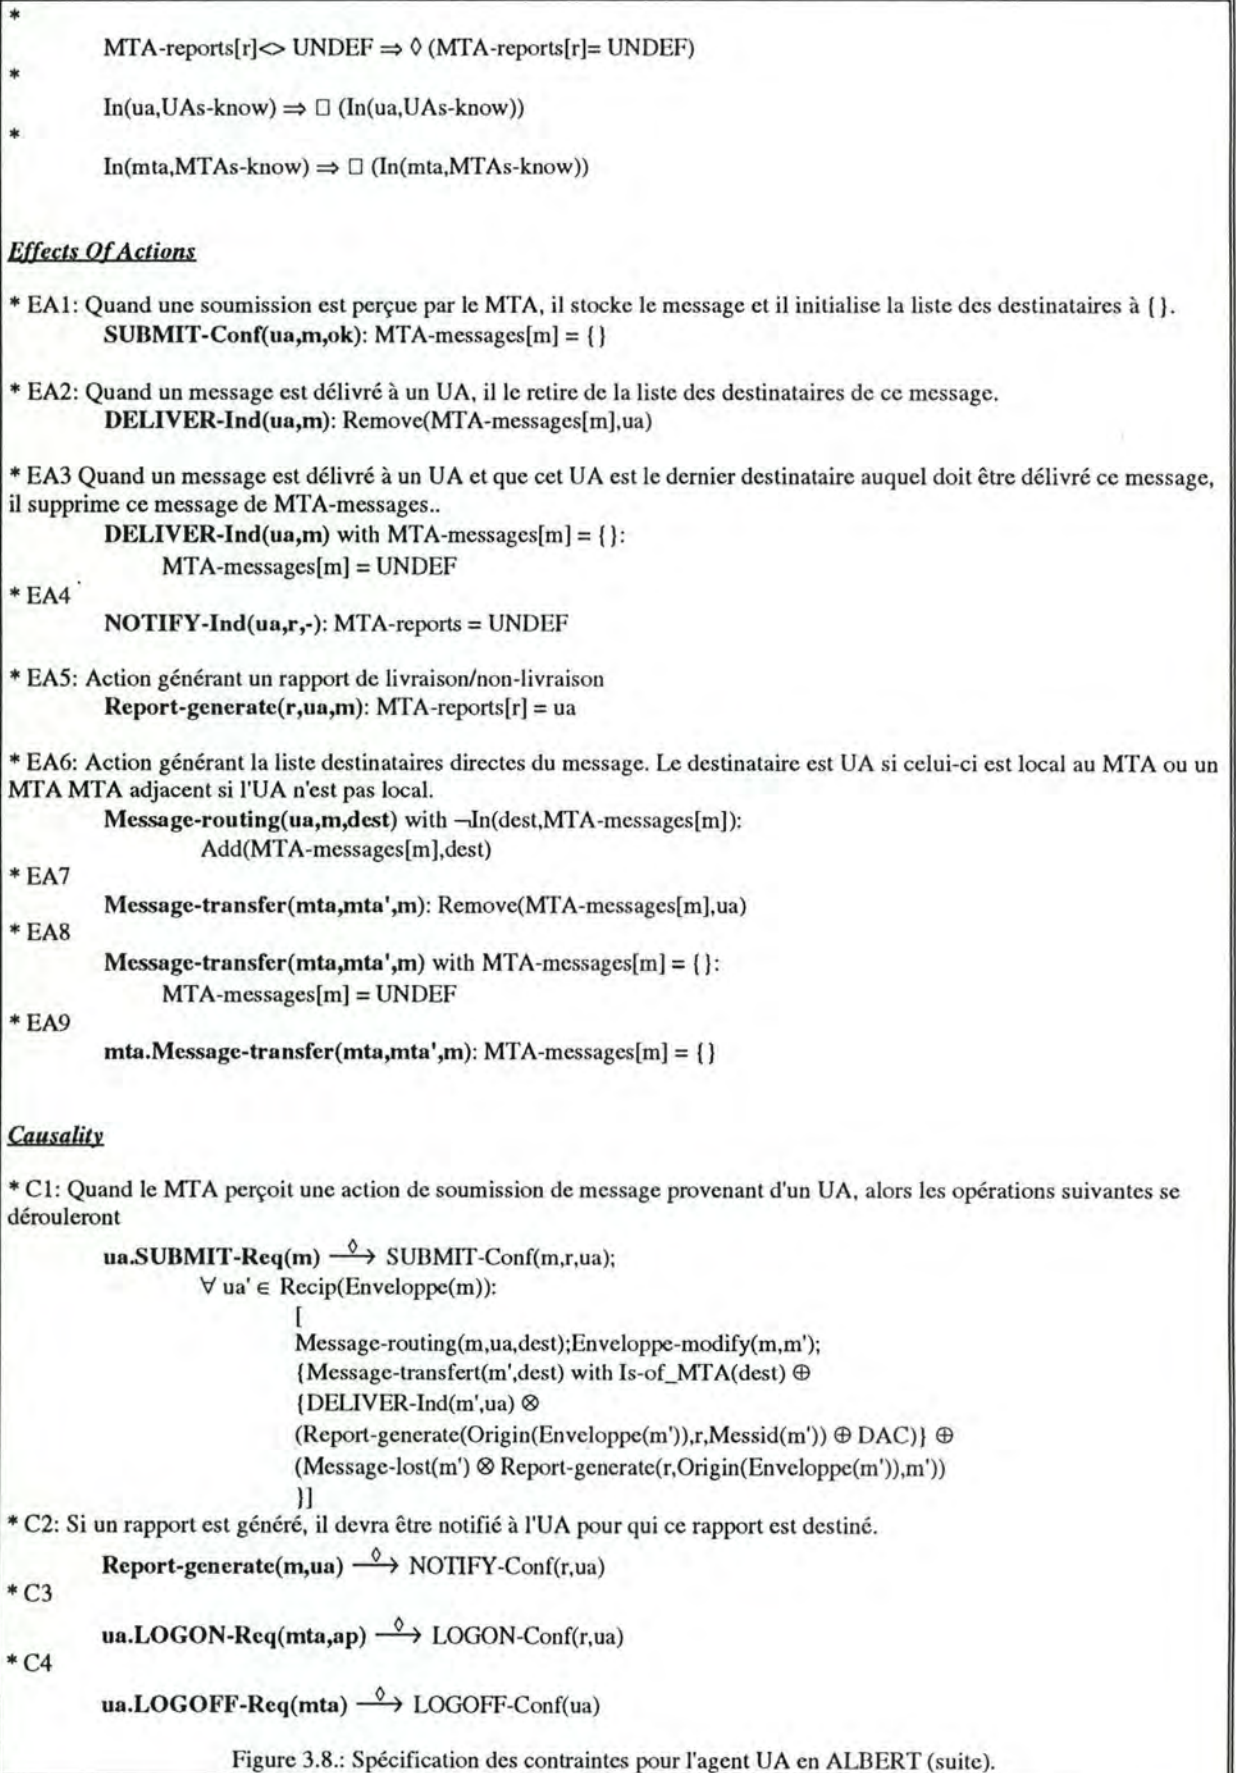 *
MTA-reports[r]<> UNDEF ⇒ ◊ (MTA-reports[r]= UNDEF)
*
In(ua,UAs-know) ⇒ □ (In(ua,UAs-know))
*
In(mta,MTAs-know) ⇒ □ (In(mta,MTAs-know))
Effects Of Actions
* EA1: Quand une soumission est perçue par le MTA, il stocke le message et il initialise la liste des destinataires à { }.
SUBMIT-Conf(ua,m,ok): MTA-messages[m] = { }
* EA2: Quand un message est délivré à un UA, il le retire de la liste des destinataires de ce message.
DELIVER-Ind(ua,m): Remove(MTA-messages[m],ua)
* EA3 Quand un message est délivré à un UA et que cet UA est le dernier destinataire auquel doit être délivré ce message,
il supprime ce message de MTA-messages..
DELIVER-Ind(ua,m) with MTA-messages[m] = { }:
MTA-messages[m] = UNDEF
* EA4
NOTIFY-Ind(ua,r,-): MTA-reports = UNDEF
* EA5: Action générant un rapport de livraison/non-livraison
Report-generate(r,ua,m): MTA-reports[r] = ua
* EA6: Action générant la liste destinataires directes du message. Le destinataire est UA si celui-ci est local au MTA ou un
MTA MTA adjacent si l'UA n'est pas local.
Message-routing(ua,m,dest) with ¬In(dest,MTA-messages[m]):
Add(MTA-messages[m],dest)
* EA7
Message-transfer(mta,mta',m): Remove(MTA-messages[m],ua)
* EA8
Message-transfer(mta,mta',m) with MTA-messages[m] = { }:
MTA-messages[m] = UNDEF
* EA9
mta.Message-transfer(mta,mta',m): MTA-messages[m] = { }
Causality
* C1: Quand le MTA perçoit une action de soumission de message provenant d'un UA, alors les opérations suivantes se
dérouleront
ua.SUBMIT-Req(m) —◊→ SUBMIT-Conf(m,r,ua);
∀ ua' ∈ Recip(Enveloppe(m)):
[
Message-routing(m,ua,dest);Enveloppe-modify(m,m');
{Message-transfert(m',dest) with Is-of_MTA(dest) ⊕
{DELIVER-Ind(m',ua) ⊗
(Report-generate(Origin(Enveloppe(m')),r,Messid(m')) ⊕ DAC)} ⊕
(Message-lost(m') ⊗ Report-generate(r,Origin(Enveloppe(m')),m'))
}]
* C2: Si un rapport est généré, il devra être notifié à l'UA pour qui ce rapport est destiné.
Report-generate(m,ua) —◊→ NOTIFY-Conf(r,ua)
* C3
ua.LOGON-Req(mta,ap) —◊→ LOGON-Conf(r,ua)
* C4
ua.LOGOFF-Req(mta) —◊→ LOGOFF-Conf(ua)
Figure 3.8.: Spécification des contraintes pour l'agent UA en ALBERT (suite).